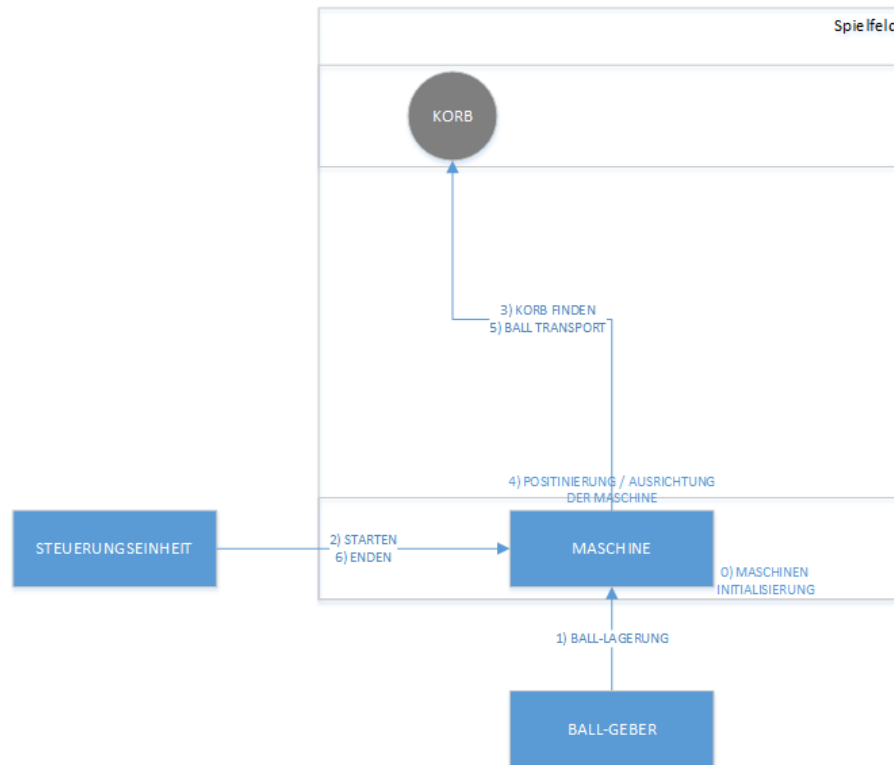 Spielfeld
KORB
3) KORB FINDEN
5) BALL TRANSPORT
4) POSITINIERUNG / AUSRICHTUNG
DER MASCHINE
STEUERUNGSEINHEIT
2) STARTEN
6) ENDEN
MASCHINE
0) MASCHINEN
INITIALISIERUNG
1) BALL-LAGERUNG
BALL-GEBER